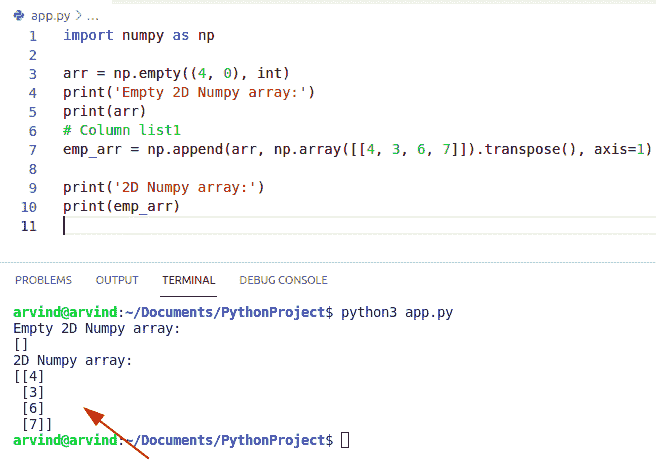 app.py > ...
1 import numpy as np
2
3 arr = np.empty((4, 0), int)
4 print('Empty 2D Numpy array:')
5 print(arr)
6 # Column list1
7 emp_arr = np.append(arr, np.array([[4, 3, 6, 7]]).transpose(), axis=1)
8
9 print('2D Numpy array:')
10 print(emp_arr)
11
PROBLEMS OUTPUT TERMINAL DEBUG CONSOLE
arvind@arvind:~/Documents/PythonProject$ python3 app.py
Empty 2D Numpy array:
[]
2D Numpy array:
[[4]
 [3]
 [6]
 [7]]
arvind@arvind:~/Documents/PythonProject$